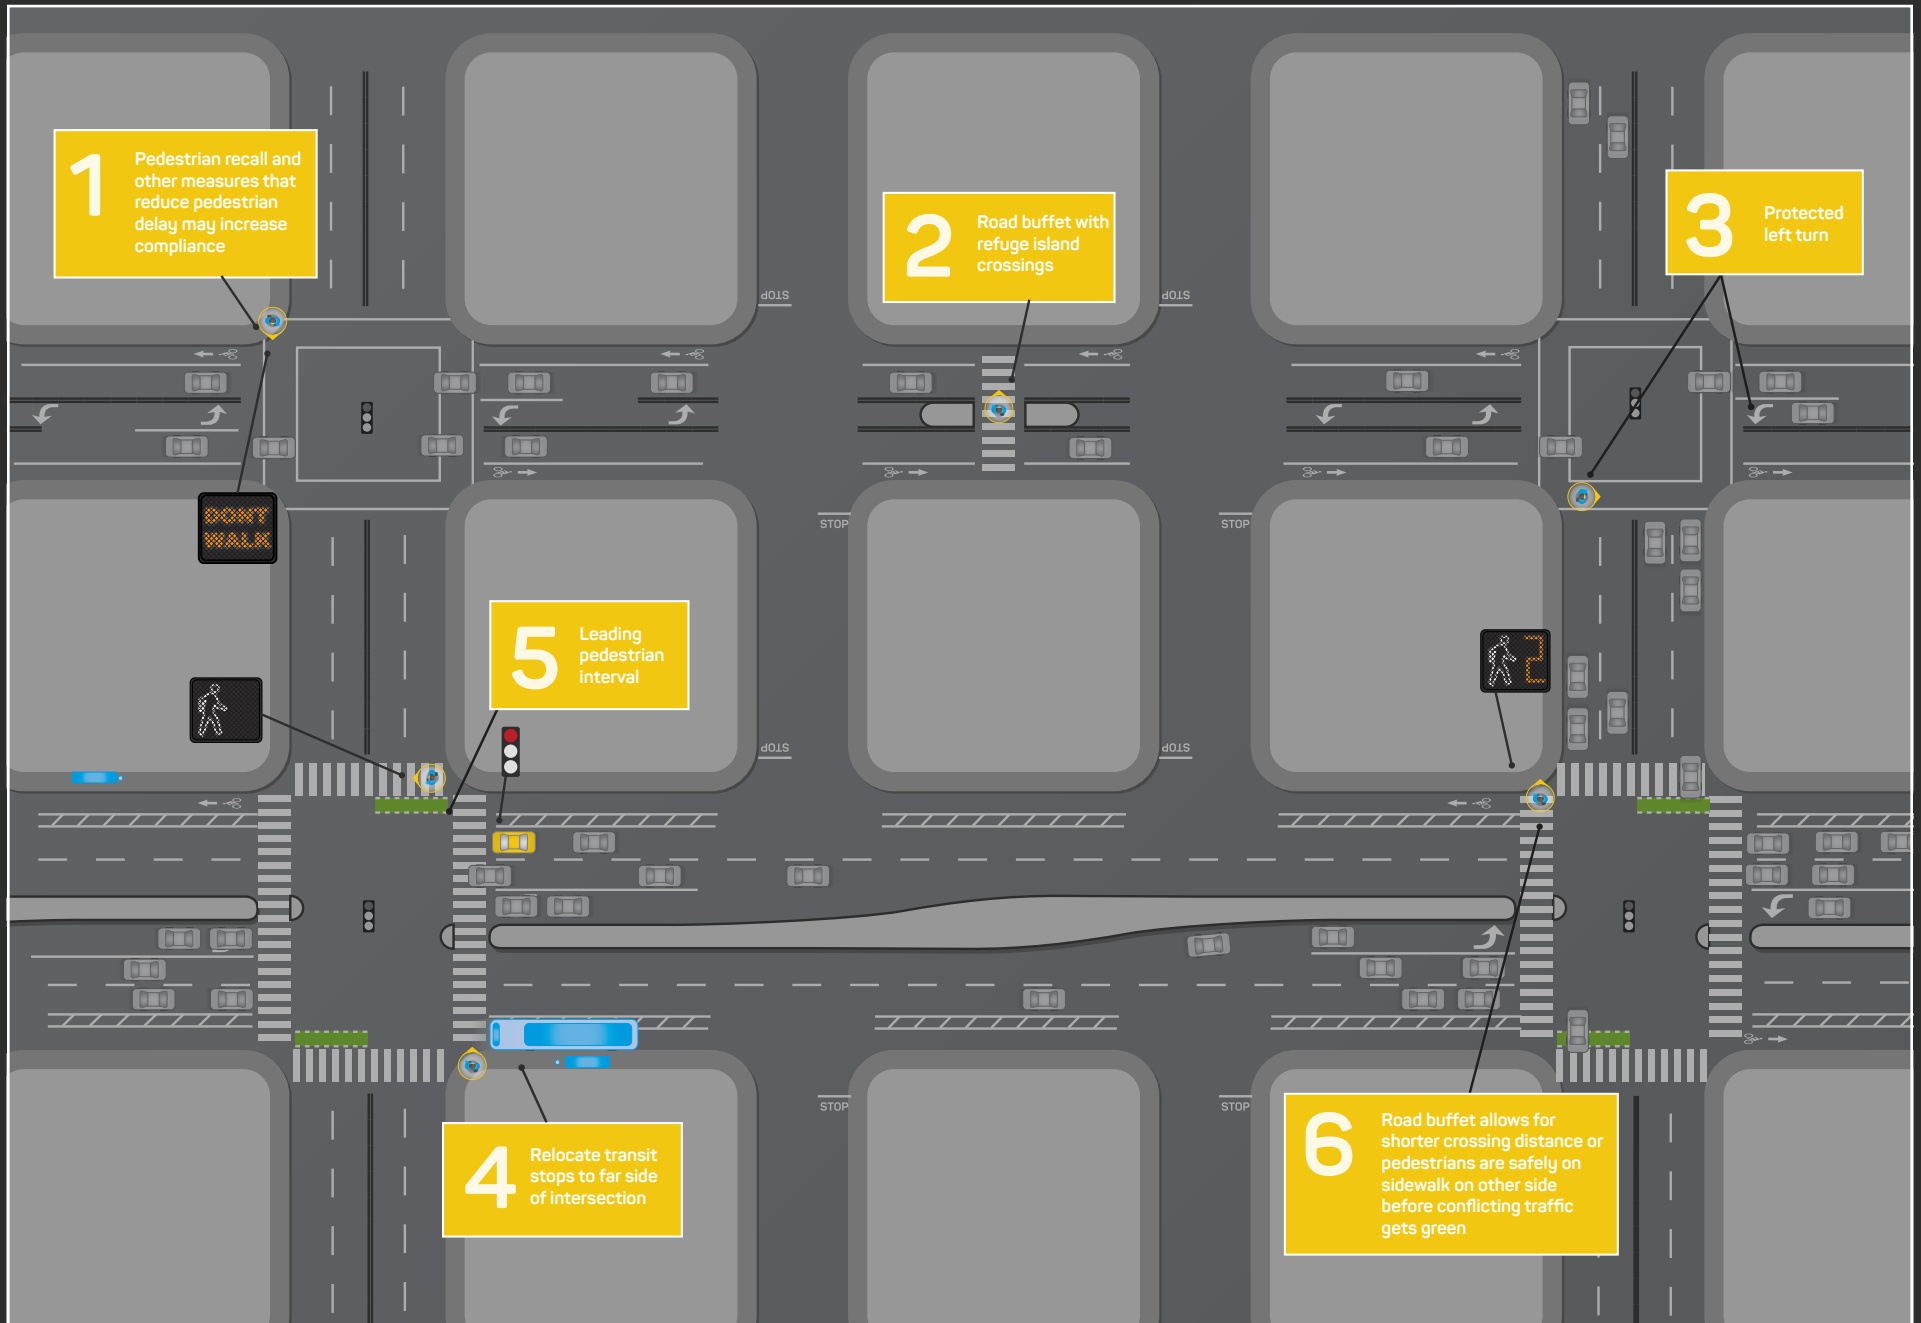 1
Pedestrian recall and
other measures that
reduce pedestrian
delay may increase
compliance
2
Road buffet with
refuge island
crossings
3
Protected
left turn
STOP
STOP
DONT
WALK
STOP
STOP
5
Leading
pedestrian
interval
2
STOP
STOP
4
Relocate transit
stops to far side
of intersection
STOP
STOP
6
Road buffet allows for
shorter crossing distance or
pedestrians are safely on
sidewalk on other side
before conflicting traffic
gets green